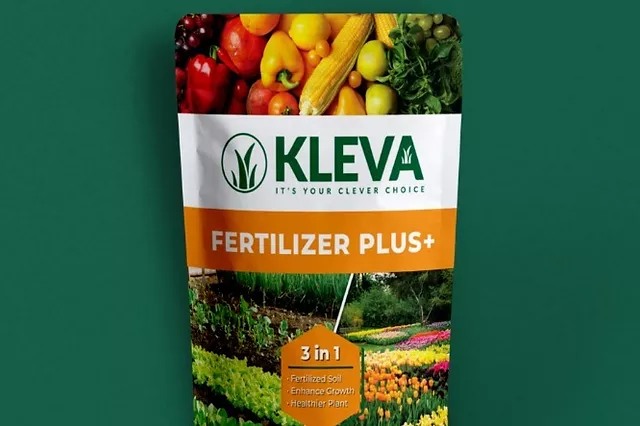 KLEVA
IT'S YOUR CLEVER CHOICE
FERTILIZER PLUS+
3 in 1
· Fertilized Soil
· Enhance Growth
· Healthier Plant